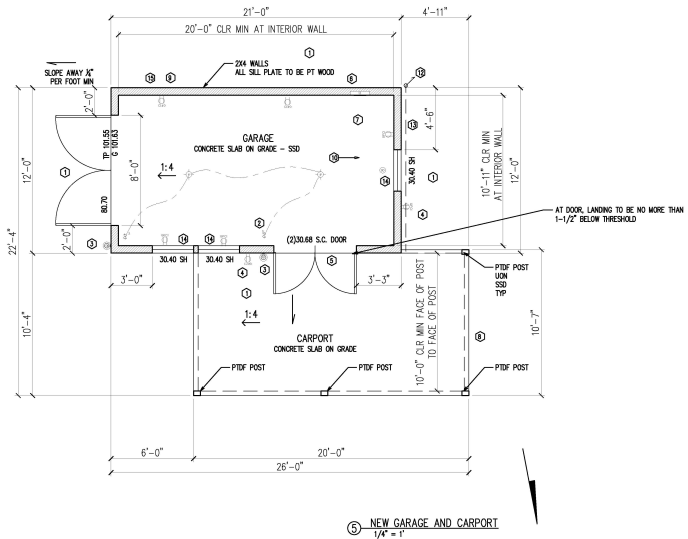 21'-0"
4'-11"
20'-0" CLR MIN AT INTERIOR WALL
1
2X4 WALLS
ALL SILL PLATE TO BE PT WOOD
SLOPE AWAY ¼"
PER FOOT MIN
15
9
6
12
2'-0"
GARAGE
CONCRETE SLAB ON GRADE - SSD
7
13
4'-6"
TP 101.55
G 101.63
8'-0"
80.70
1
12'-0"
22'-4"
1:4
10
30.40 SH
14
1
10'-11" CLR MIN
AT INTERIOR WALL
12'-0"
4
2
2'-0"
3
14
14
(2)30.68 S.C. DOOR
AT DOOR, LANDING TO BE NO MORE THAN
1-1/2" BELOW THRESHOLD
30.40 SH
30.40 SH
4
3
5
3'-0"
1
3'-3"
PTDF POST
UON
SSD
TYP
1:4
CARPORT
CONCRETE SLAB ON GRADE
10'-4"
10'-0" CLR MIN FACE OF POST
TO FACE OF POST
8
10'-7"
PTDF POST
PTDF POST
PTDF POST
6'-0"
20'-0"
26'-0"
5
NEW GARAGE AND CARPORT
1/4" = 1'